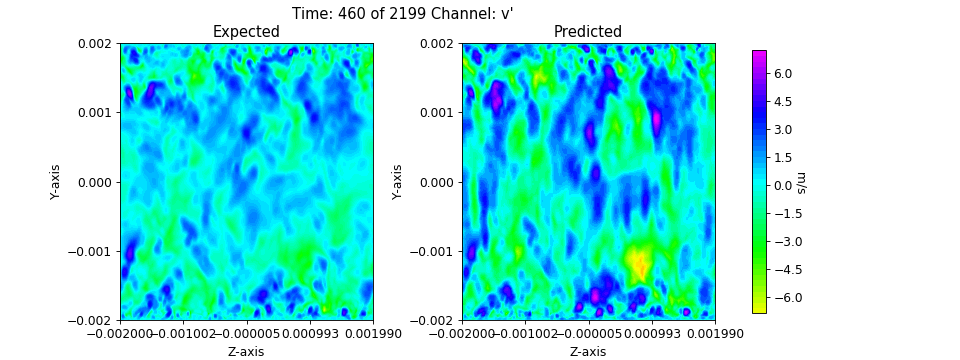 Time: 460 of 2199 Channel: v'
Expected
Predicted
0.002
0.001
0.000
−0.001
−0.002
Y-axis
−0.002000 −0.001002 −0.000005 0.000993 0.001990
Z-axis
0.002
0.001
0.000
−0.001
−0.002
Y-axis
−0.002000 −0.001002 −0.000005 0.000993 0.001990
Z-axis
6.0
4.5
3.0
1.5
0.0
−1.5
−3.0
−4.5
−6.0
m/s